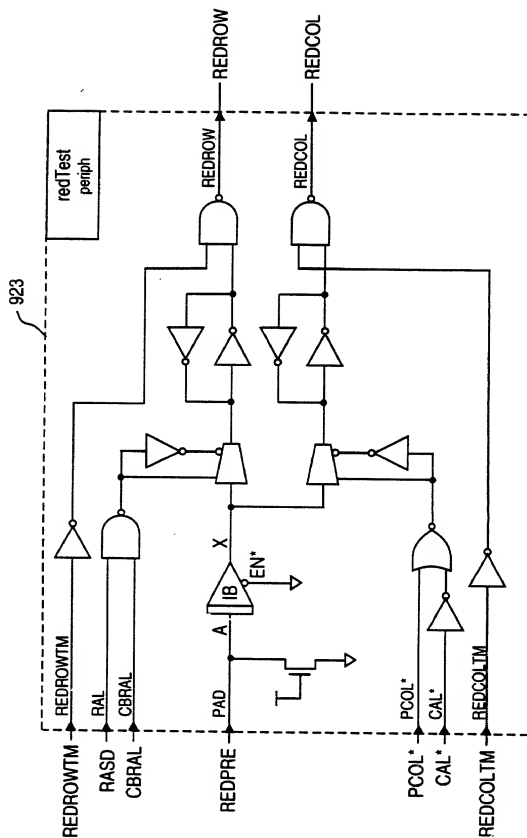 923
redTest
periph
REDROWTM
REDROWTM
RASD
RAL
CBRAL
CBRAL
REDPRE
PAD
A
IB
X
EN*
PCOL*
PCOL*
CAL*
CAL*
REDCOLTM
REDCOLTM
REDROW
REDROW
REDCOL
REDCOL